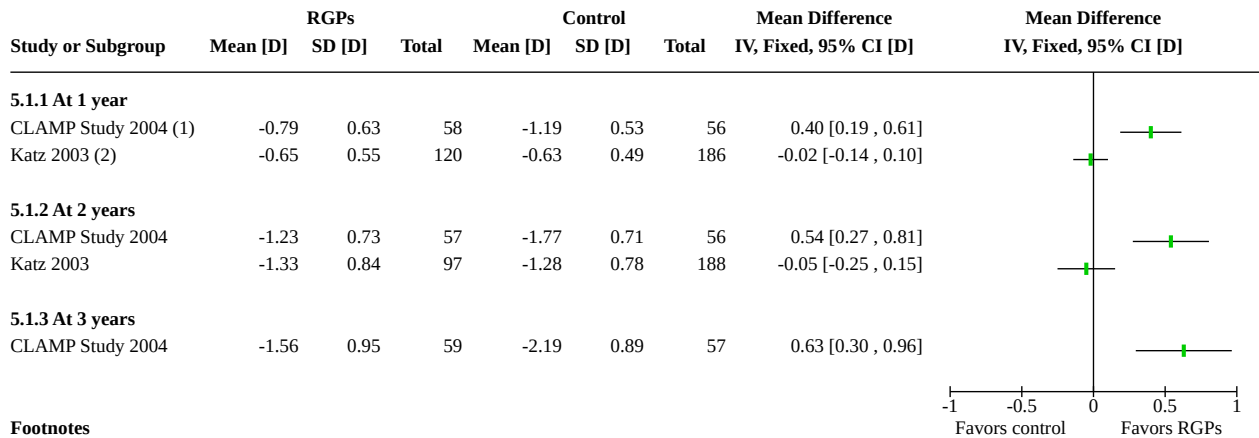 RGPs Control Mean Difference Mean Difference
Study or Subgroup Mean [D] SD [D] Total Mean [D] SD [D] Total IV, Fixed, 95% CI [D] IV, Fixed, 95% CI [D]
5.1.1 At 1 year
CLAMP Study 2004 (1) -0.79 0.63 58 -1.19 0.53 56 0.40 [0.19 , 0.61]
Katz 2003 (2) -0.65 0.55 120 -0.63 0.49 186 -0.02 [-0.14 , 0.10]
5.1.2 At 2 years
CLAMP Study 2004 -1.23 0.73 57 -1.77 0.71 56 0.54 [0.27 , 0.81]
Katz 2003 -1.33 0.84 97 -1.28 0.78 188 -0.05 [-0.25 , 0.15]
5.1.3 At 3 years
CLAMP Study 2004 -1.56 0.95 59 -2.19 0.89 57 0.63 [0.30 , 0.96]
-1 -0.5 0 0.5 1
Footnotes Favors control Favors RGPs